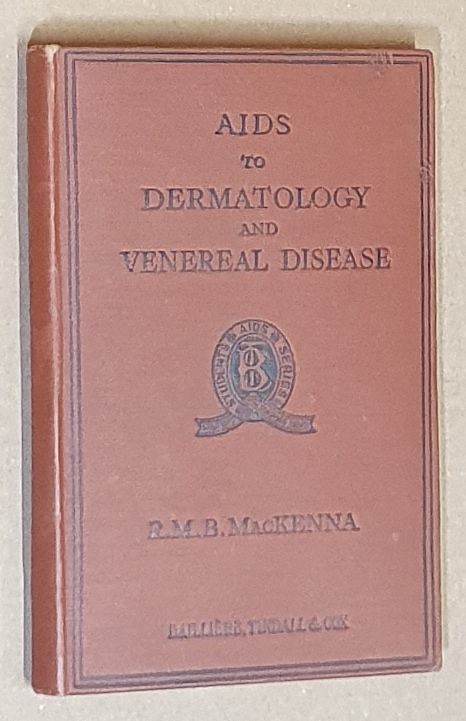 AIDS
TO
DERMATOLOGY
AND
VENEREAL DISEASE
STUDENTS AIDS SERIES
B
R.M.B. MACKENNA
BAILLIÈRE, TINDALL & COX